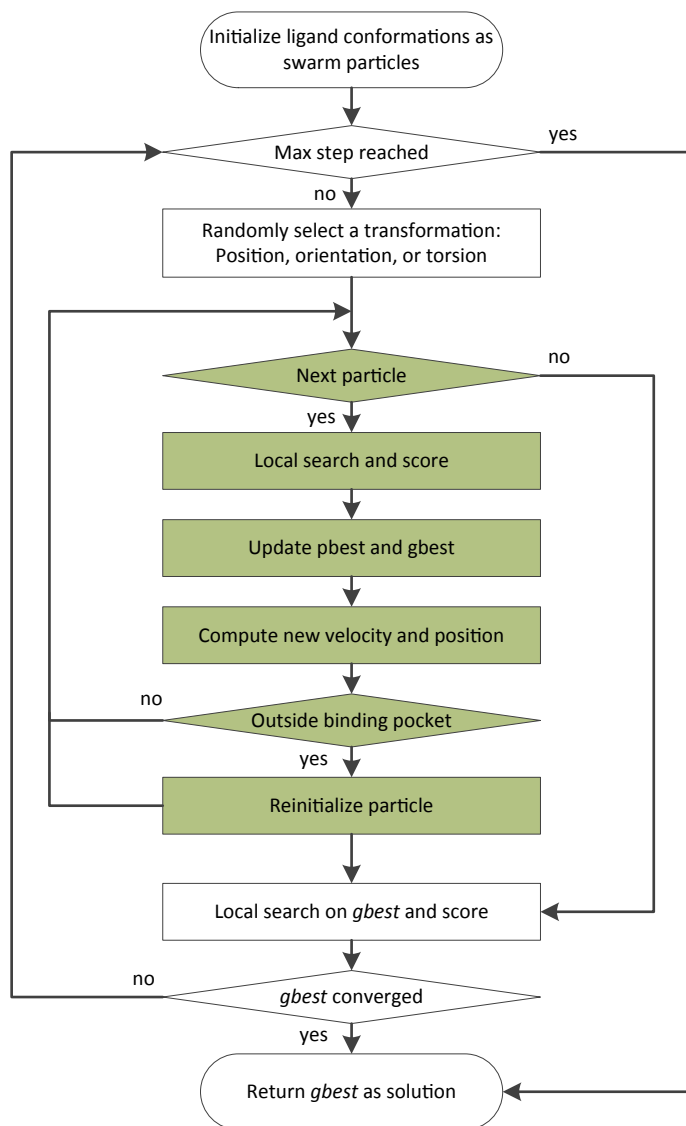 Initialize ligand conformations as
swarm particles
Max step reached
yes
no
Randomly select a transformation:
Position, orientation, or torsion
Next particle
no
yes
Local search and score
Update pbest and gbest
Compute new velocity and position
no
Outside binding pocket
yes
Reinitialize particle
Local search on gbest and score
no
gbest converged
yes
Return gbest as solution